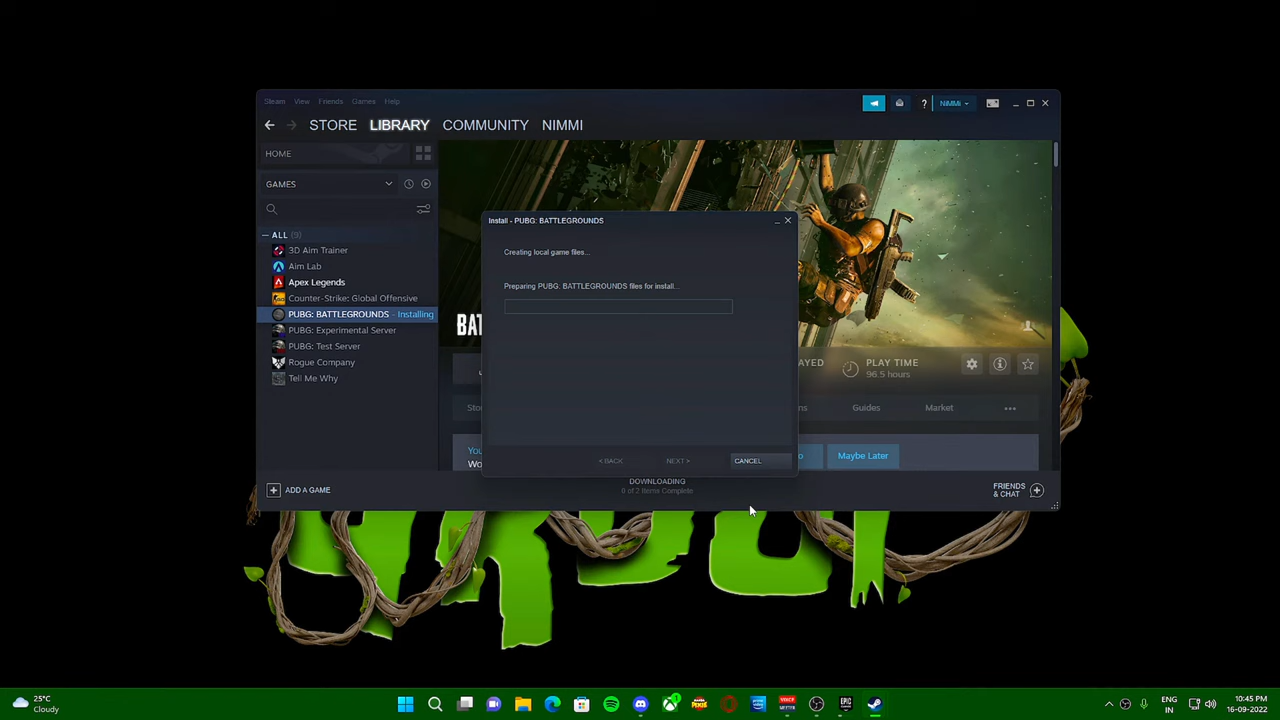 Steam View Friends Games Help
? NiMMi
STORE LIBRARY COMMUNITY NIMMI
HOME
GAMES
ALL (9)
3D Aim Trainer
Aim Lab
Apex Legends
Counter-Strike: Global Offensive
PUBG: BATTLEGROUNDS - Installing
PUBG: Experimental Server
PUBG: Test Server
Rogue Company
Tell Me Why
Install - PUBG: BATTLEGROUNDS
Creating local game files...
Preparing PUBG: BATTLEGROUNDS files for install...
< BACK NEXT > CANCEL
PLAY TIME
96.5 hours
Guides Market
Maybe Later
ADD A GAME
DOWNLOADING
0 of 2 Items Complete
FRIENDS
& CHAT
25°C
Cloudy
VOICE
MEETER
EPIC
ENG
IN
10:45 PM
16-09-2022